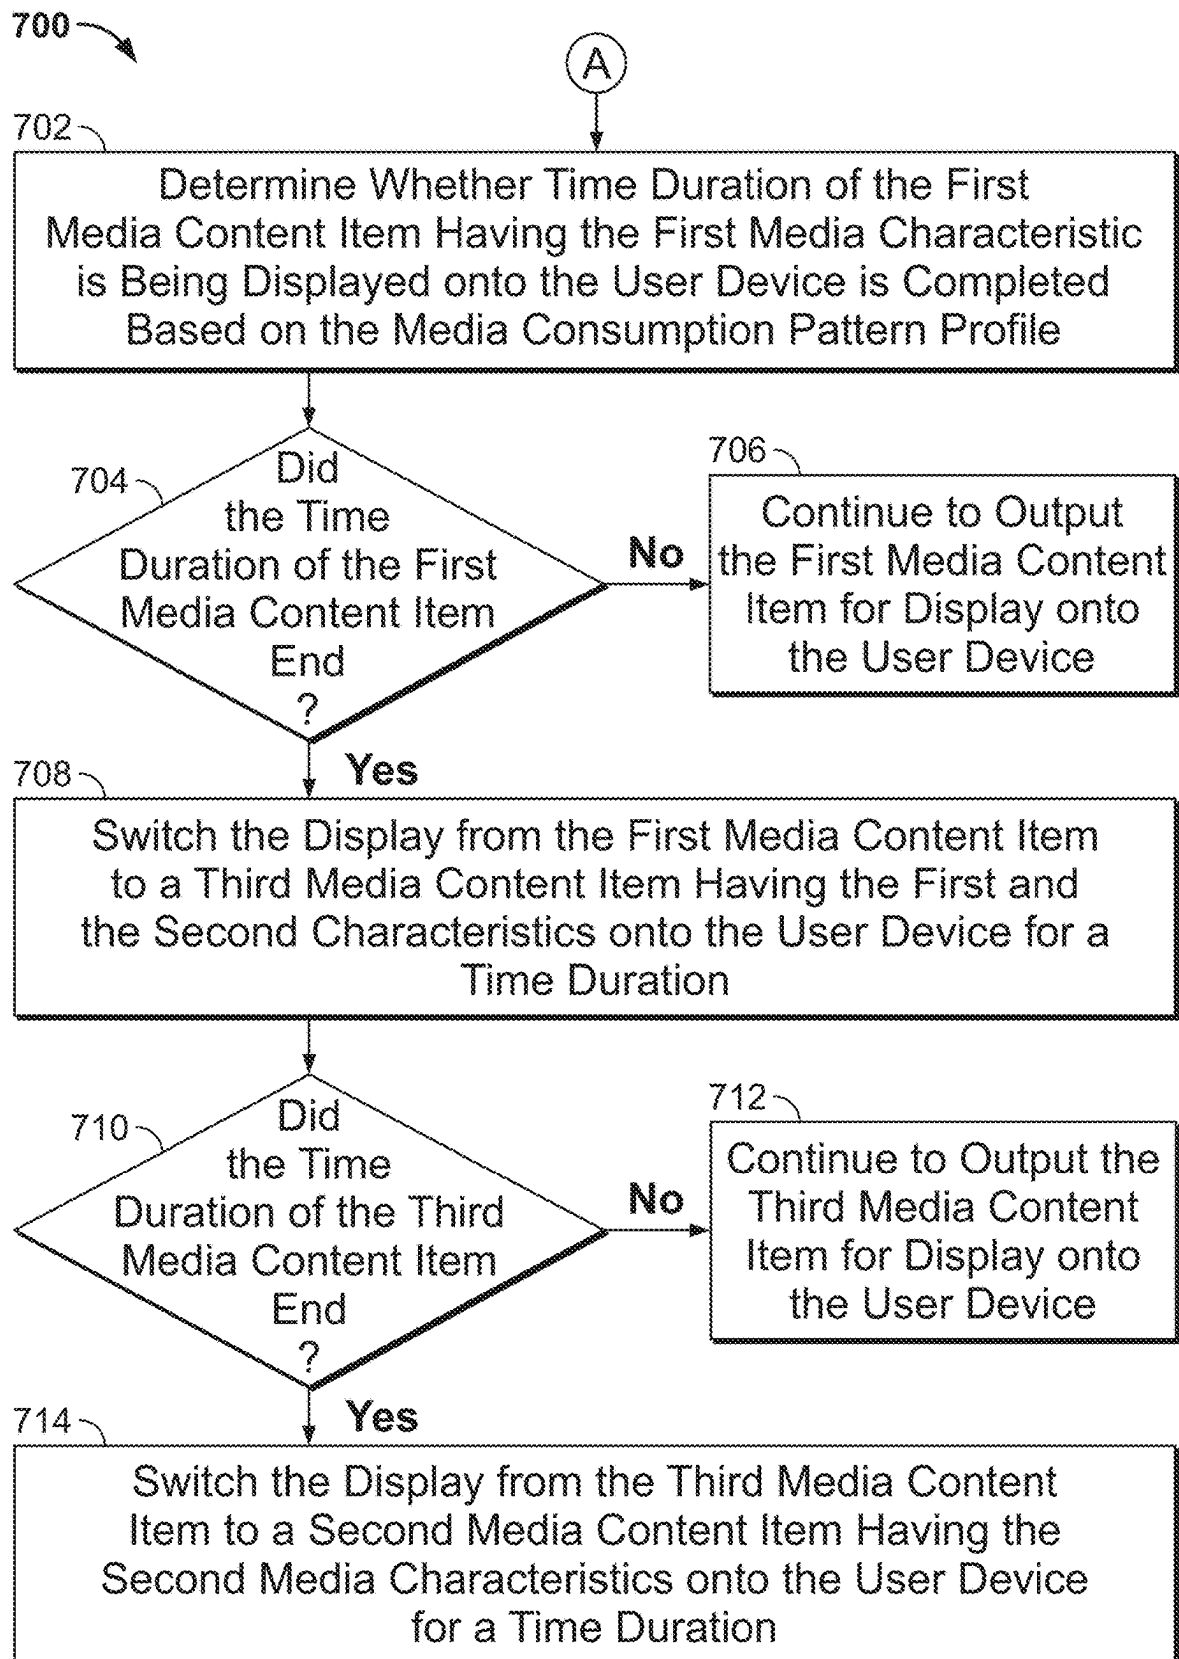 700
A
702
Determine Whether Time Duration of the First
Media Content Item Having the First Media Characteristic
is Being Displayed onto the User Device is Completed
Based on the Media Consumption Pattern Profile
704
Did
the Time
Duration of the First
Media Content Item
End
?
No
706
Continue to Output
the First Media Content
Item for Display onto
the User Device
Yes
708
Switch the Display from the First Media Content Item
to a Third Media Content Item Having the First and
the Second Characteristics onto the User Device for a
Time Duration
710
Did
the Time
Duration of the Third
Media Content Item
End
?
No
712
Continue to Output the
Third Media Content
Item for Display onto
the User Device
Yes
714
Switch the Display from the Third Media Content
Item to a Second Media Content Item Having the
Second Media Characteristics onto the User Device
for a Time Duration